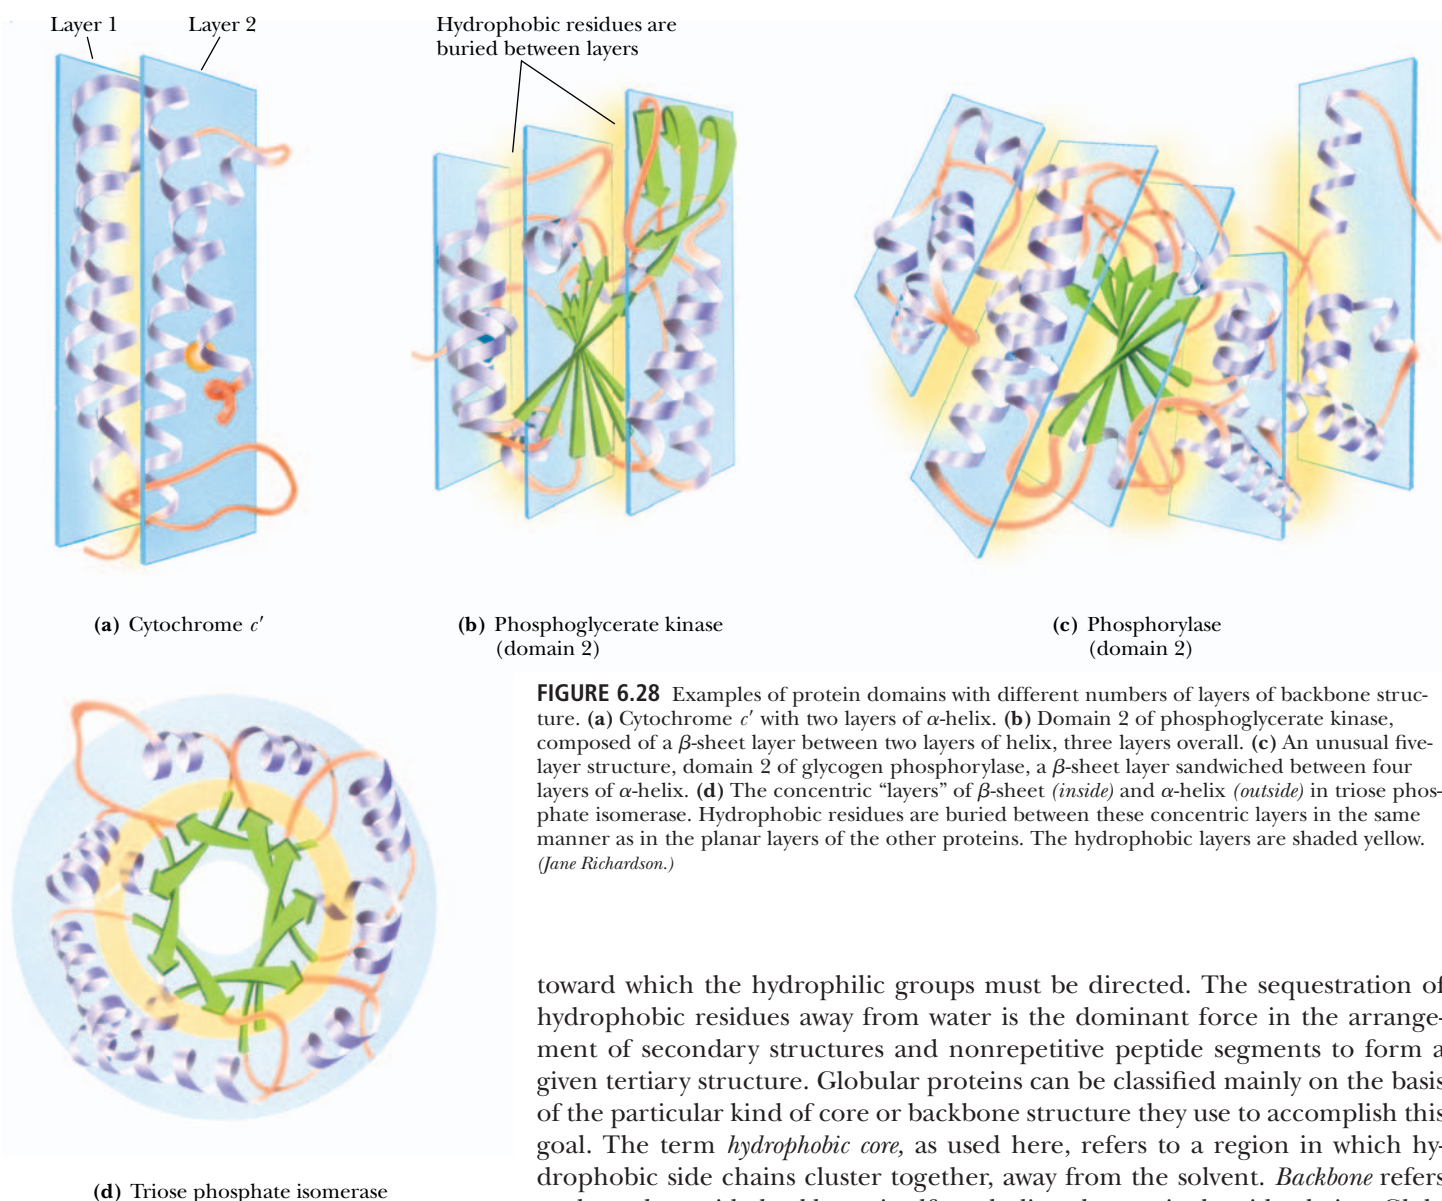 Layer 1
Layer 2
Hydrophobic residues are
buried between layers
(a) Cytochrome c′
(b) Phosphoglycerate kinase
(domain 2)
(c) Phosphorylase
(domain 2)
FIGURE 6.28 Examples of protein domains with different numbers of layers of backbone struc-
ture. (a) Cytochrome c′ with two layers of α-helix. (b) Domain 2 of phosphoglycerate kinase,
composed of a β-sheet layer between two layers of helix, three layers overall. (c) An unusual five-
layer structure, domain 2 of glycogen phosphorylase, a β-sheet layer sandwiched between four
layers of α-helix. (d) The concentric “layers” of β-sheet (inside) and α-helix (outside) in triose phos-
phate isomerase. Hydrophobic residues are buried between these concentric layers in the same
manner as in the planar layers of the other proteins. The hydrophobic layers are shaded yellow.
(Jane Richardson.)
(d) Triose phosphate isomerase
toward which the hydrophilic groups must be directed. The sequestration of
hydrophobic residues away from water is the dominant force in the arrange-
ment of secondary structures and nonrepetitive peptide segments to form a
given tertiary structure. Globular proteins can be classified mainly on the basis
of the particular kind of core or backbone structure they use to accomplish this
goal. The term hydrophobic core, as used here, refers to a region in which hy-
drophobic side chains cluster together, away from the solvent. Backbone refers